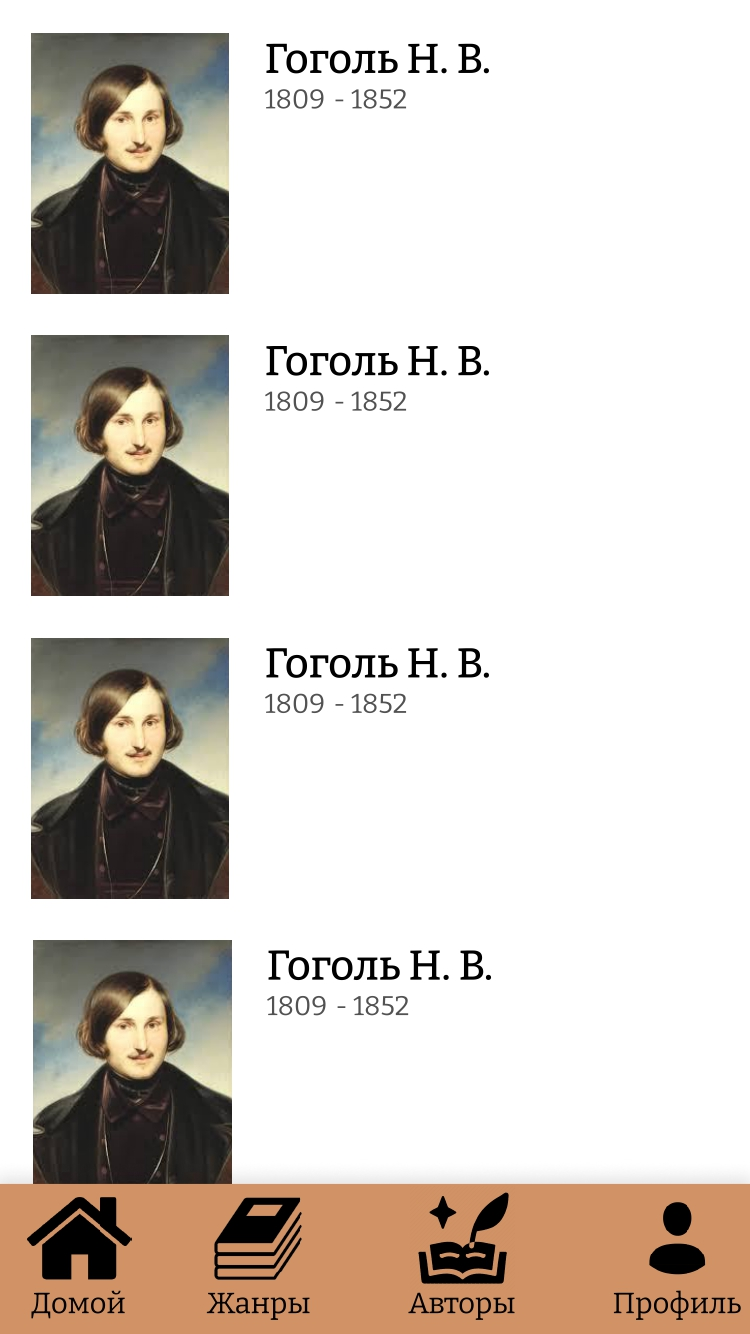 Гоголь Н. В.
1809 - 1852
Гоголь Н. В.
1809 - 1852
Гоголь Н. В.
1809 - 1852
Гоголь Н. В.
1809 - 1852
Домой Жанры Авторы Профиль